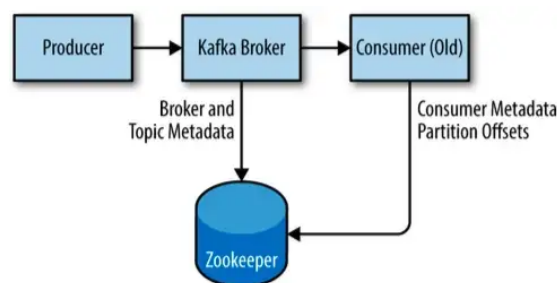 Producer
Kafka Broker
Consumer (Old)
Broker and
Topic Metadata
Consumer Metadata
Partition Offsets
Zookeeper